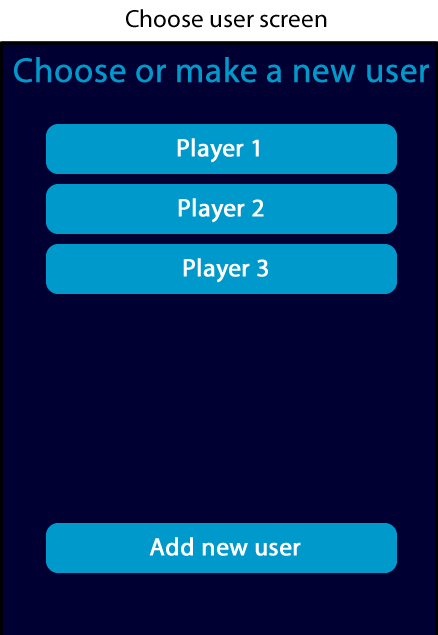 Choose user screen
Choose or make a new user
Player 1
Player 2
Player 3
Add new user